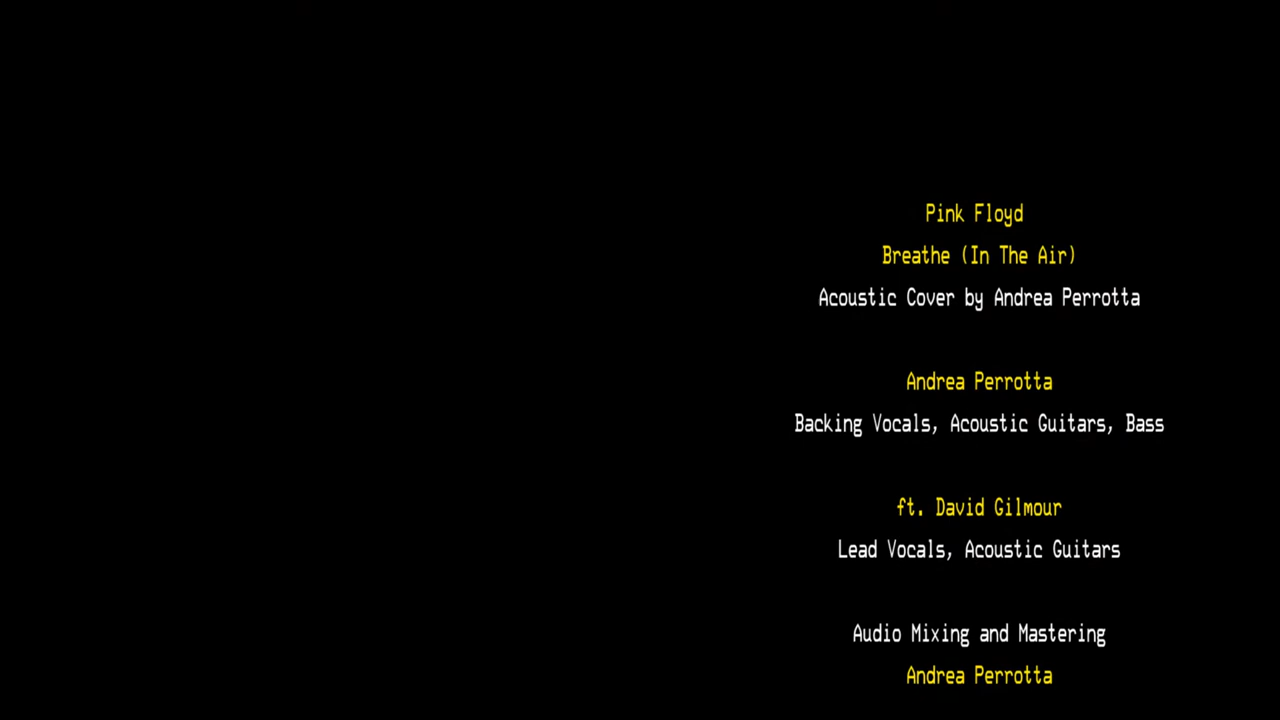 Pink Floyd
Breathe (In The Air)
Acoustic Cover by Andrea Perrotta
Andrea Perrotta
Backing Vocals, Acoustic Guitars, Bass
ft. David Gilmour
Lead Vocals, Acoustic Guitars
Audio Mixing and Mastering
Andrea Perrotta